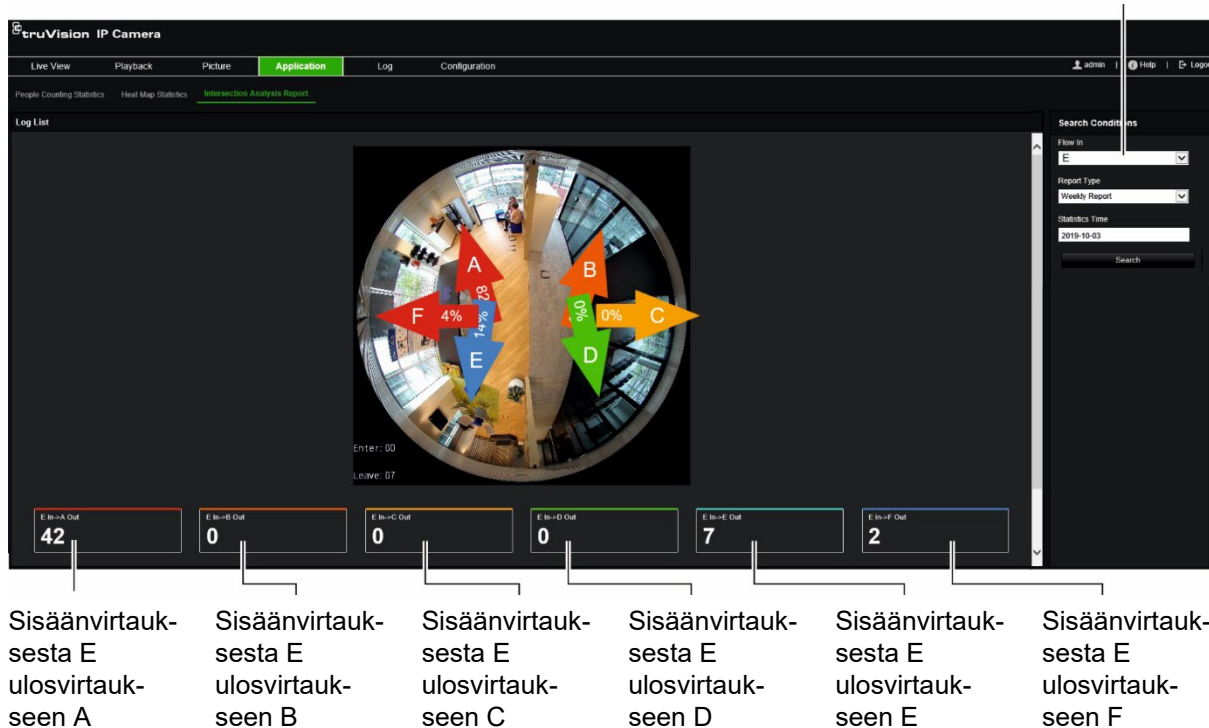 truVision IP Camera
Live View Playback Picture Application Log Configuration admin | Help | Logou
People Counting Statistics Heat Map Statistics Intersection Analysis Report
Log List
Search Conditions
Flow In
E
Report Type
Weekly Report
Statistics Time
2019-10-03
Search
A
B
82
F 4%
0%
0% C
14%
E
D
Enter: 00
Leave: 07
E In->A Out
42
E In->B Out
0
E In->C Out
0
E In->D Out
0
E In->E Out
7
E In->F Out
2
Sisäänvirtauk-
sesta E
ulosvirtauk-
seen A
Sisäänvirtauk-
sesta E
ulosvirtauk-
seen B
Sisäänvirtauk-
sesta E
ulosvirtauk-
seen C
Sisäänvirtauk-
sesta E
ulosvirtauk-
seen D
Sisäänvirtauk-
sesta E
ulosvirtauk-
seen E
Sisäänvirtauk-
sesta E
ulosvirtauk-
seen F